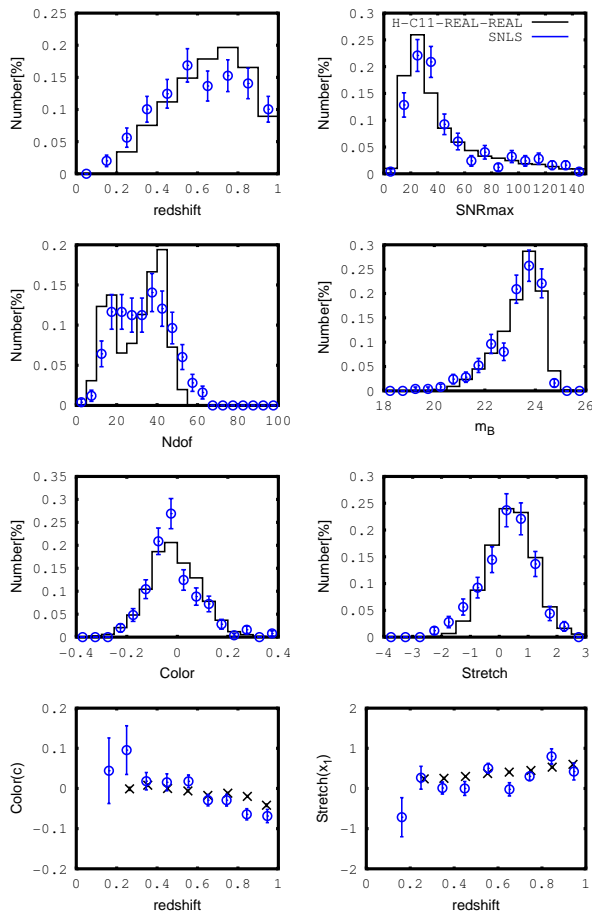 H-C11-REAL-REAL
SNLS
Number[%]
0.2
0.15
0.1
0.05
0
0 0.2 0.4 0.6 0.8 1
redshift
Number[%]
0.3
0.25
0.2
0.15
0.1
0.05
0
0 20 40 60 80 100 120 140
SNRmax
Number[%]
0.2
0.15
0.1
0.05
0
0 20 40 60 80 100
Ndof
Number[%]
0.3
0.25
0.2
0.15
0.1
0.05
0
18 20 22 24 26
m_B
Number[%]
0.35
0.3
0.25
0.2
0.15
0.1
0.05
0
−0.4 −0.2 0 0.2 0.4
Color
Number[%]
0.3
0.25
0.2
0.15
0.1
0.05
0
−4 −3 −2 −1 0 1 2 3
Stretch
Color(c)
0.2
0.1
0
−0.1
−0.2
0 0.2 0.4 0.6 0.8 1
redshift
Stretch(x₁)
2
1
0
−1
−2
0 0.2 0.4 0.6 0.8 1
redshift